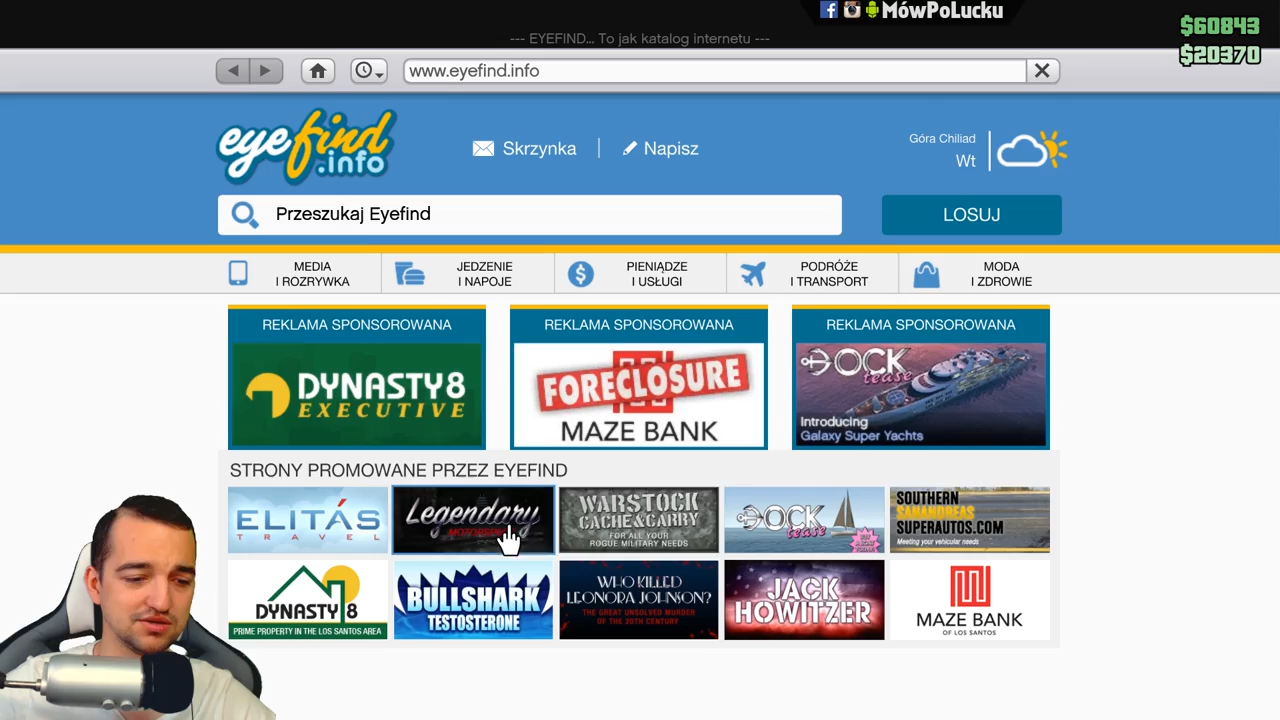 MówPoLucku
$60843
--- EYEFIND... To jak katalog internetu ---
$20370
www.eyefind.info
eyefind
.info
Skrzynka
Napisz
Góra Chiliad
Wt
Przeszukaj Eyefind
LOSUJ
MEDIA
I ROZRYWKA
JEDZENIE
I NAPOJE
PIENIĄDZE
I USŁUGI
PODRÓŻE
I TRANSPORT
MODA
I ZDROWIE
REKLAMA SPONSOROWANA
DYNASTY8
EXECUTIVE
REKLAMA SPONSOROWANA
FORECLOSURE
MAZE BANK
REKLAMA SPONSOROWANA
DOCK
tease
Introducing
Galaxy Super Yachts
STRONY PROMOWANE PRZEZ EYEFIND
ELITÁS
TRAVEL
Legendary
MOTORSPORT
WARSTOCK
CACHE&CARRY
FOR ALL YOUR
ROGUE MILITARY NEEDS
DOCK
tease
SOUTHERN
SANANDREAS
SUPERAUTOS.COM
Meeting your vehicular needs
DYNASTY 8
PRIME PROPERTY IN THE LOS SANTOS AREA
BULLSHARK
TESTOSTERONE
WHO KILLED
LEONORA JOHNSON?
THE GREAT UNSOLVED MURDER
OF THE 20TH CENTURY
JACK
HOWITZER
MAZE BANK
OF LOS SANTOS